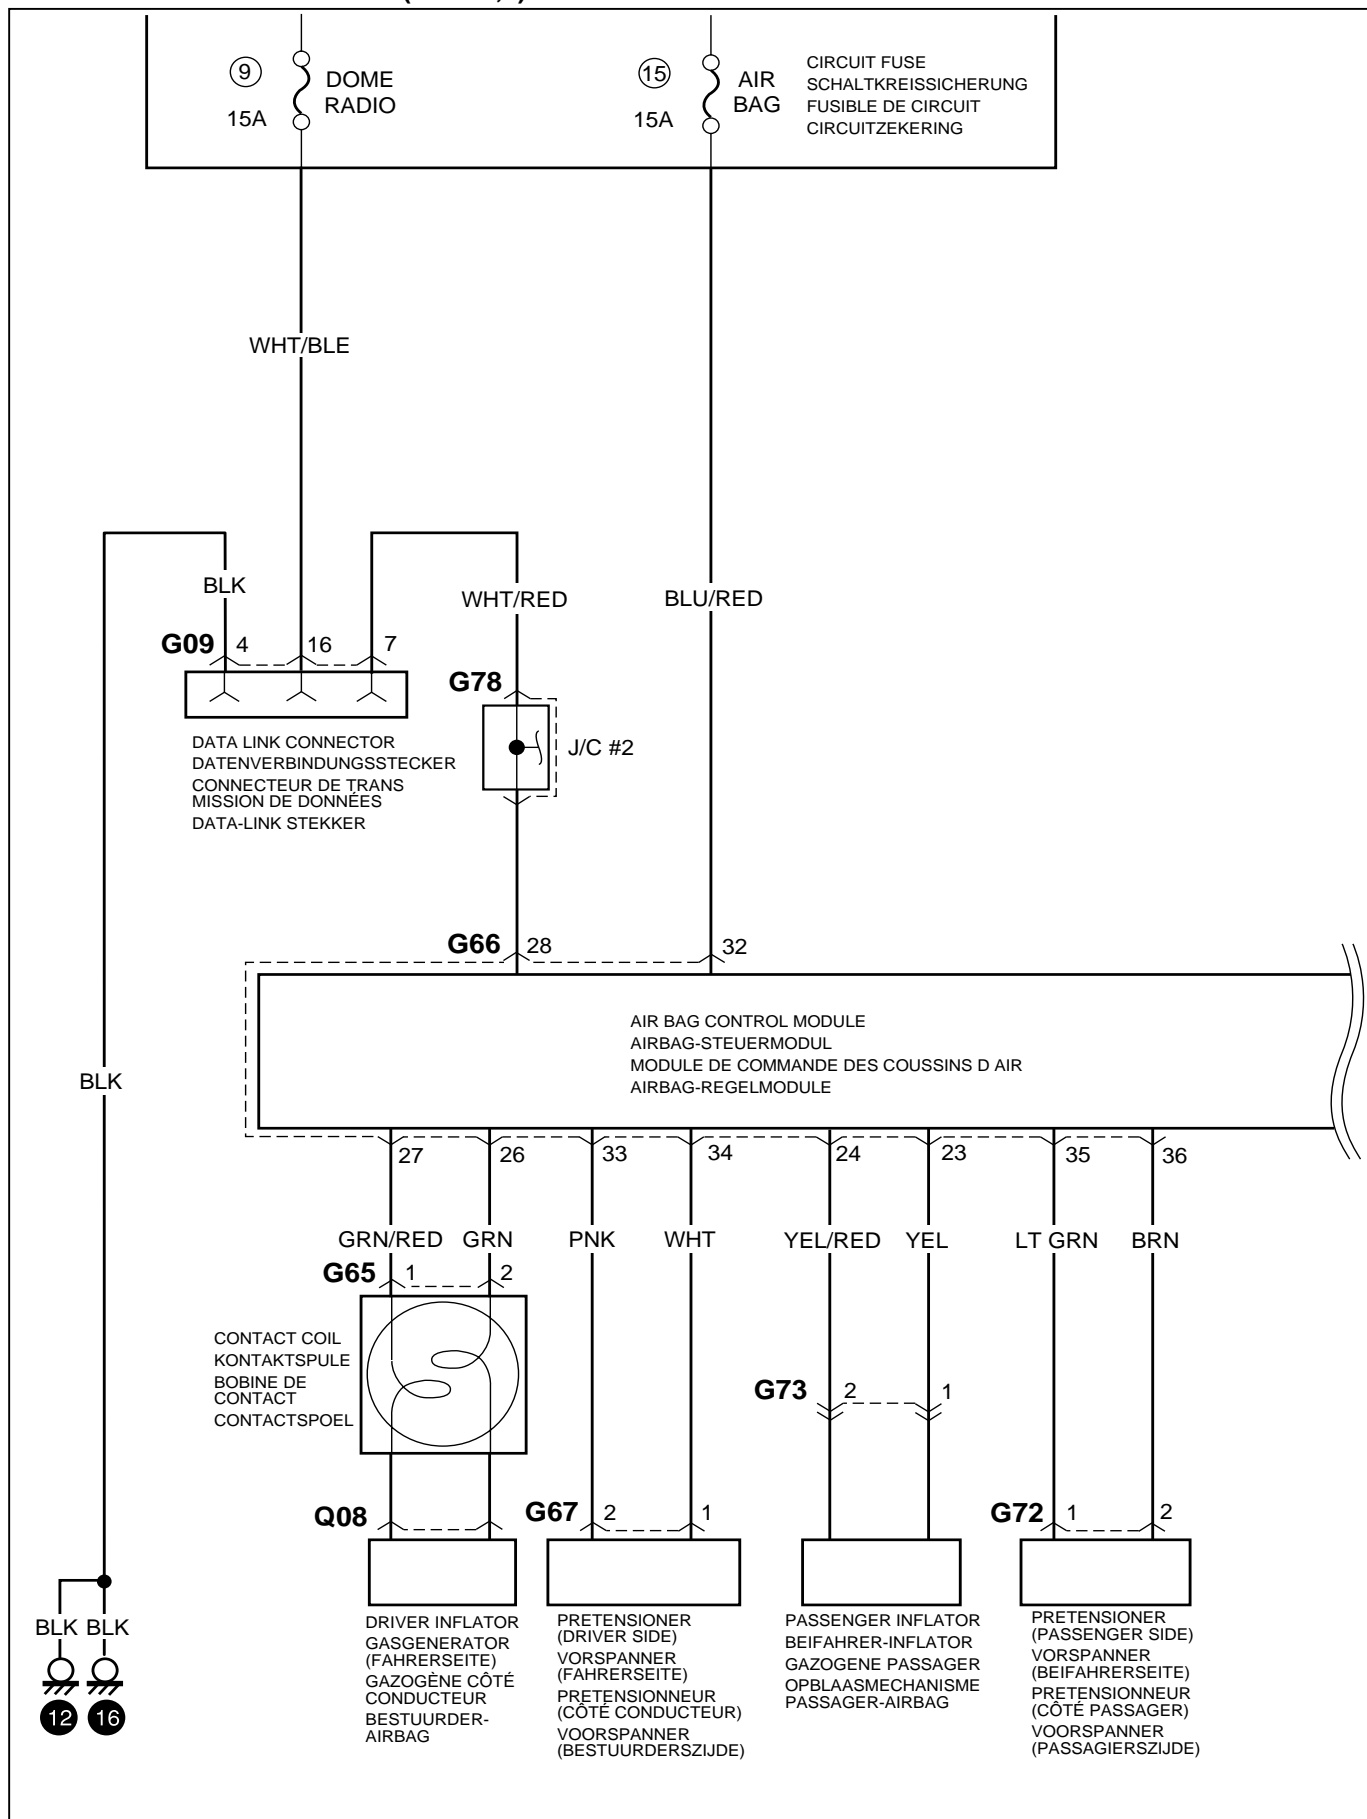 9
DOME
RADIO
15A
15
AIR
BAG
15A
CIRCUIT FUSE
SCHALTKREISSICHERUNG
FUSIBLE DE CIRCUIT
CIRCUITZEKERING
WHT/BLE
BLK
WHT/RED
BLU/RED
G09 4 16 7
G78
J/C #2
DATA LINK CONNECTOR
DATENVERBINDUNGSSTECKER
CONNECTEUR DE TRANS
MISSION DE DONNÉES
DATA-LINK STEKKER
G66 28 32
AIR BAG CONTROL MODULE
AIRBAG-STEUERMODUL
MODULE DE COMMANDE DES COUSSINS D AIR
AIRBAG-REGELMODULE
BLK
27 26 33 34 24 23 35 36
GRN/RED GRN PNK WHT YEL/RED YEL LT GRN BRN
G65 1 2
CONTACT COIL
KONTAKTSPULE
BOBINE DE
CONTACT
CONTACTSPOEL
G73 2 1
Q08
G67 2 1
G72 1 2
DRIVER INFLATOR
GASGENERATOR
(FAHRERSEITE)
GAZOGÈNE CÔTÉ
CONDUCTEUR
BESTUURDER-
AIRBAG
PRETENSIONER
(DRIVER SIDE)
VORSPANNER
(FAHRERSEITE)
PRETENSIONNEUR
(CÔTÉ CONDUCTEUR)
VOORSPANNER
(BESTUURDERSZIJDE)
PASSENGER INFLATOR
BEIFAHRER-INFLATOR
GAZOGENE PASSAGER
OPBLAASMECHANISME
PASSAGER-AIRBAG
PRETENSIONER
(PASSENGER SIDE)
VORSPANNER
(BEIFAHRERSEITE)
PRETENSIONNEUR
(CÔTÉ PASSAGER)
VOORSPANNER
(PASSAGIERSZIJDE)
BLK BLK
12 16